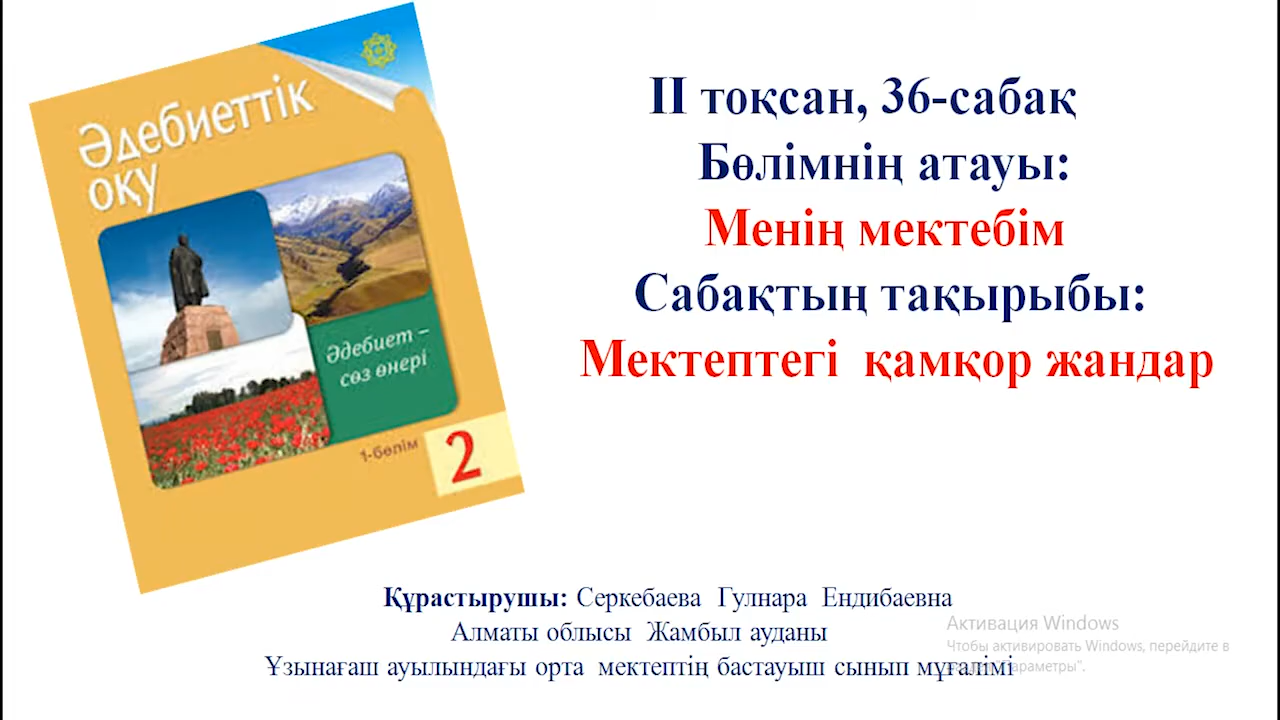 Әдебиеттік
оқу
Әдебиет –
сөз өнері
1-бөлім
2
II тоқсан, 36-сабақ
Бөлімнің атауы:
Менің мектебім
Сабақтың тақырыбы:
Мектептегі қамқор жандар
Құрастырушы: Серкебаева Гулнара Ендибаевна
Алматы облысы Жамбыл ауданы
Ұзынағаш ауылындағы орта мектептің бастауыш сынып мұғалімі
Активация Windows
Чтобы активировать Windows, перейдите в
"Параметры".